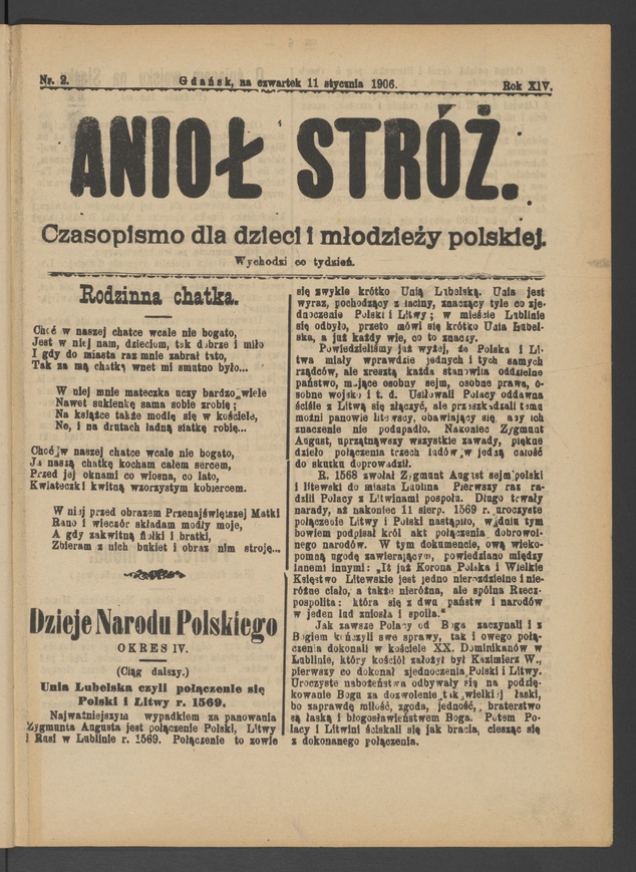 Nr. 2.
Gdańsk, na czwartek 11 stycznia 1906.
Rok XIV.
ANIOŁ STRÓŻ.
Czasopismo dla dzieci i młodzieży polskiej.
Wychodzi co tydzień.
Rodzinna chatka.
Choć w naszej chatce wcale nie bogato,
Jest w niej nam, dzieciom, tak dobrze i miło
I gdy do miasta raz mnie zabrał tato,
Tak za mą chatką wnet mi smutno było...
W niej mnie mateczka uczy bardzo wiele
Nawet sukienkę sama sobie zrobię;
Na książce także modlę się w kościele,
No, i na drutach ładną siatkę robię...
Choć w naszej chatce wcale nie bogato,
Ja naszą chatkę kocham całem sercem,
Przed jej oknami co wiosna, co lato,
Kwiateczki kwitną wzorzystym kobiercem.
W niej przed obrazem Przenajświętszej Matki
Rano i wieczór składam modły moje,
A gdy zakwitną fiołki i bratki,
Zbieram z nich bukiet i obraz nim stroję...
Dzieje Narodu Polskiego
OKRES IV.
(Ciąg dalszy.)
Unia Lubelska czyli połączenie się
Polski i Litwy r. 1569.
Najważniejszym wypadkiem za panowania
Zygmunta Augusta jest połączenie Polski, Litwy
i Rusi w Lublinie r. 1569. Połączenie to zowie
się zwykle krótko Unią Lubelską. Unia jest
wyraz, pochodzący z łaciny, znaczący tyle co zje-
dnoczenie Polski i Litwy; w mieście Lublinie
się odbyło, przeto mówi się krótko Unia Lubel-
ska, a już każdy wie, co to znaczy.
Powiedzieliśmy już wyżej, że Polska i Li-
twa miały wprawdzie jednych i tych samych
rządców, ale zresztą każda stanowiła oddzielne
państwo, mające osobny sejm, osobne prawa, o-
sobne wojsko i t. d. Usiłowali Polacy oddawna
ściśle z Litwą się złączyć, ale przeszkadzali temu
możni panowie litewscy, obawiający się, aby ich
znaczenie nie podupadło. Nakoniec Zygmunt
August, uprzątnąwszy wszystkie zawady, piękne
dzieło połączenia trzech ludów w jedzą całość
do skutku doprowadził.
R. 1568 zwołał Zygmunt August sejm polski
i litewski do miasta Lublina Pierwszy raz ra-
dzili Polacy z Litwinami pospołu. Długo trwały
narady, aż nakoniec 11 sierp. 1569 r. uroczyste
połączenie Litwy i Polski nastąpiło, w dniu tym
bowiem podpisał król akt połączenia dobrowol-
nego narodów. W tym dokumencie, ową wieko-
pomną ugodę zawierającym, powiedziano między
innemi innemi: „It już Korona Polska i Wielkie
Księstwo Litewskie jest jedno nierozdzielne i nie-
różne ciało, a także nieróżna, ale spólna Rzecz-
pospolita: która się z dwu państw i narodów
w jeden lud zniosła i spoiła."
Jak zawsze Polacy od Boga zaczynali i z
Bogiem kończyli swe sprawy, tak i owego połą-
czenia dokonali w kościele XX. Dominikanów w
Lublinie, który kościół założył był Kazimierz W.,
pierwszy co dokonał zjednoczenia Polski i Litwy.
Uroczyste nabożeństwa odbywały się na podzię-
kowanie Bogu za dozwolenie tak wielkiej łaski,
bo zaprawdę miłość, zgoda, jedność, braterstwo
są łaską i błogosławieństwem Boga. Potem Po-
lacy i Litwini ściskali się jak bracia, ciesząc się
z dokonanego połączenia.